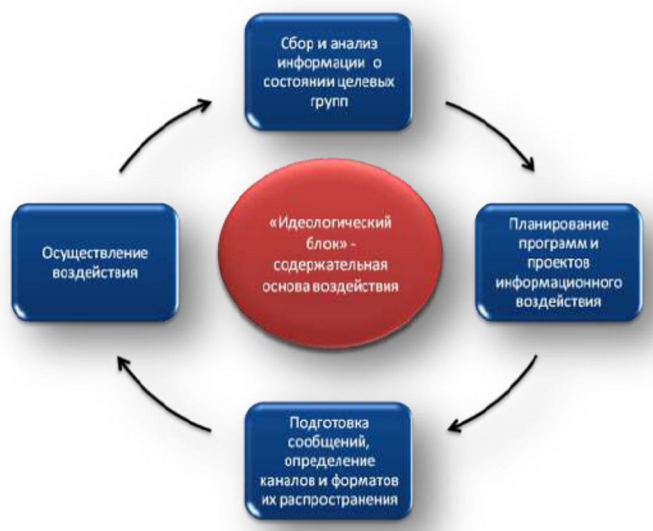 Сбор и анализ
информации о
состоянии целевых
групп
«Идеологический
блок» -
содержательная
основа воздействия
Осуществление
воздействия
Планирование
программ и
проектов
информационного
воздействия
Подготовка
сообщений,
определение
каналов и форматов
их распространения